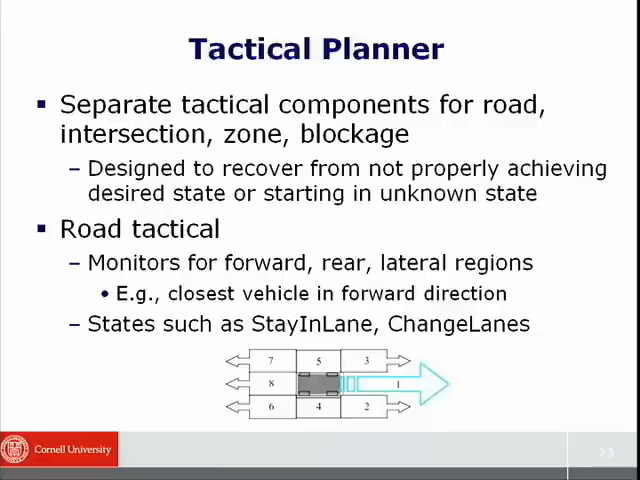 Tactical Planner
Separate tactical components for road,
intersection, zone, blockage
– Designed to recover from not properly achieving
desired state or starting in unknown state
Road tactical
– Monitors for forward, rear, lateral regions
• E.g., closest vehicle in forward direction
– States such as StayInLane, ChangeLanes
7 5 3
8 1
6 4 2
Cornell University
23